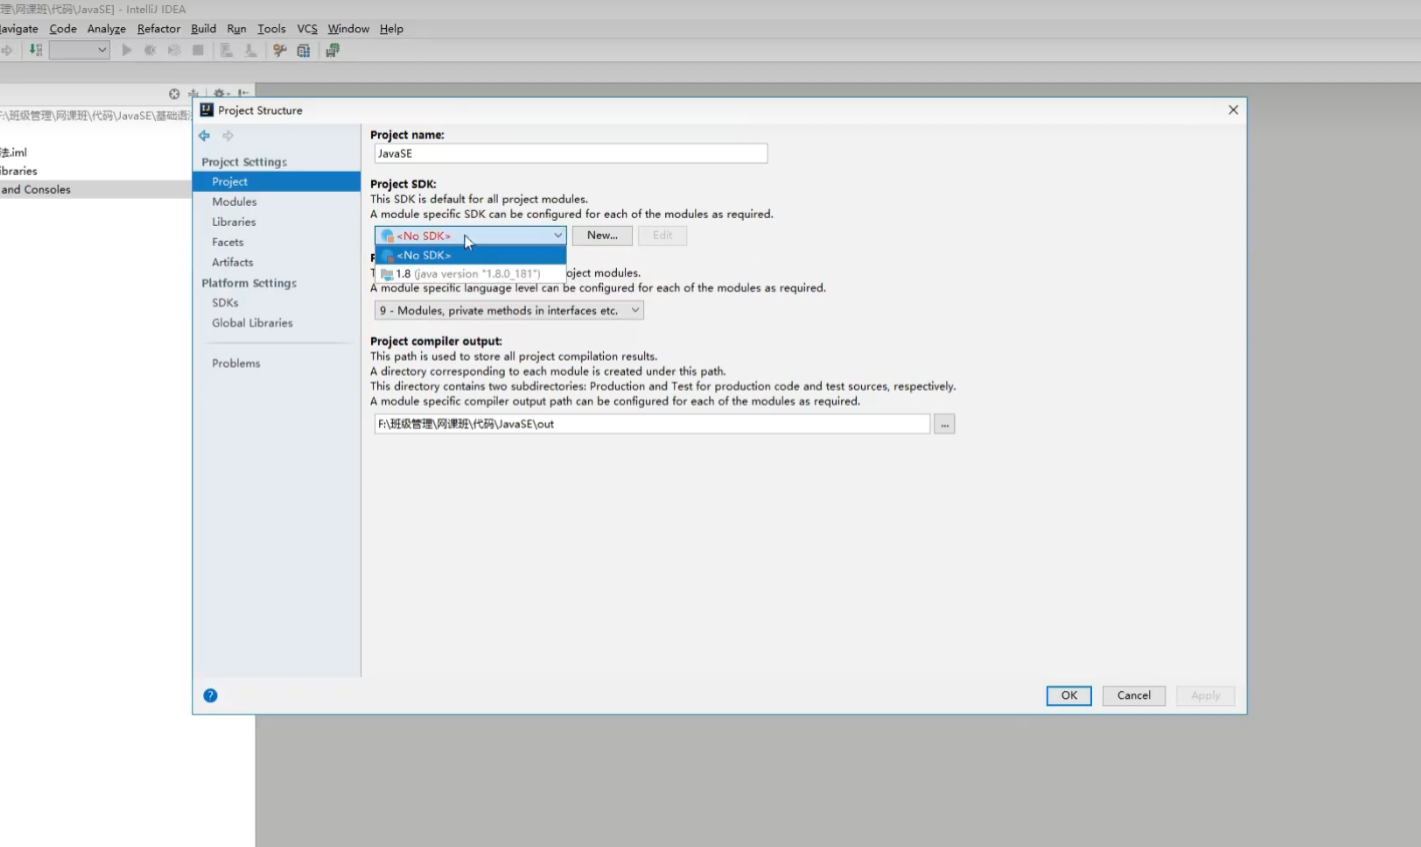 理\网课班\代码\JavaSE] - IntelliJ IDEA
avigate Code Analyze Refactor Build Run Tools VCS Window Help
F:\班级管理\网课班\代码\JavaSE\基础语
法.iml
ibraries
and Consoles
Project Structure
Project Settings
Project
Modules
Libraries
Facets
Artifacts
Platform Settings
SDKs
Global Libraries
Problems
Project name:
JavaSE
Project SDK:
This SDK is default for all project modules.
A module specific SDK can be configured for each of the modules as required.
<No SDK> New... Edit
<No SDK>
1.8 (java version "1.8.0_181") oject modules.
A module specific language level can be configured for each of the modules as required.
9 - Modules, private methods in interfaces etc.
Project compiler output:
This path is used to store all project compilation results.
A directory corresponding to each module is created under this path.
This directory contains two subdirectories: Production and Test for production code and test sources, respectively.
A module specific compiler output path can be configured for each of the modules as required.
F:\班级管理\网课班\代码\JavaSE\out ...
OK Cancel Apply